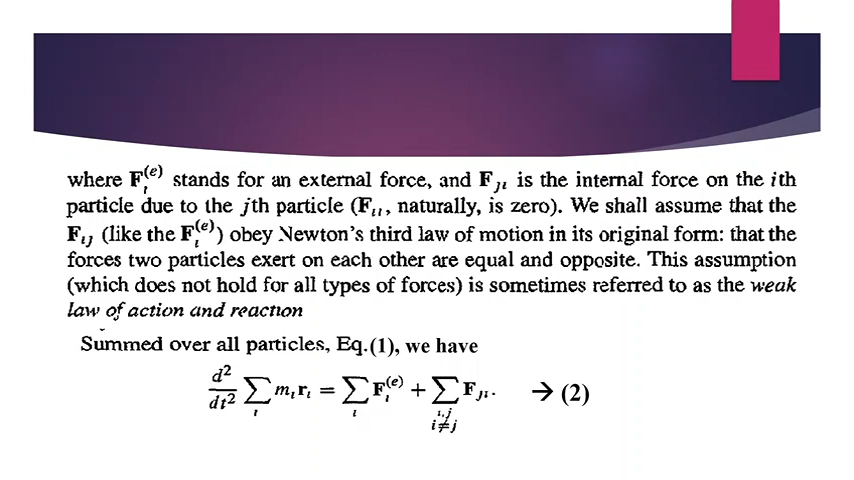 where F_i^(e) stands for an external force, and F_ji is the internal force on the ith
particle due to the jth particle (F_ii, naturally, is zero). We shall assume that the
F_ij (like the F_i^(e)) obey Newton's third law of motion in its original form: that the
forces two particles exert on each other are equal and opposite. This assumption
(which does not hold for all types of forces) is sometimes referred to as the weak
law of action and reaction
Summed over all particles, Eq.(1), we have
d²/dt² ∑_i m_i r_i = ∑_i F_i^(e) + ∑_{i,j i≠j} F_ji. → (2)